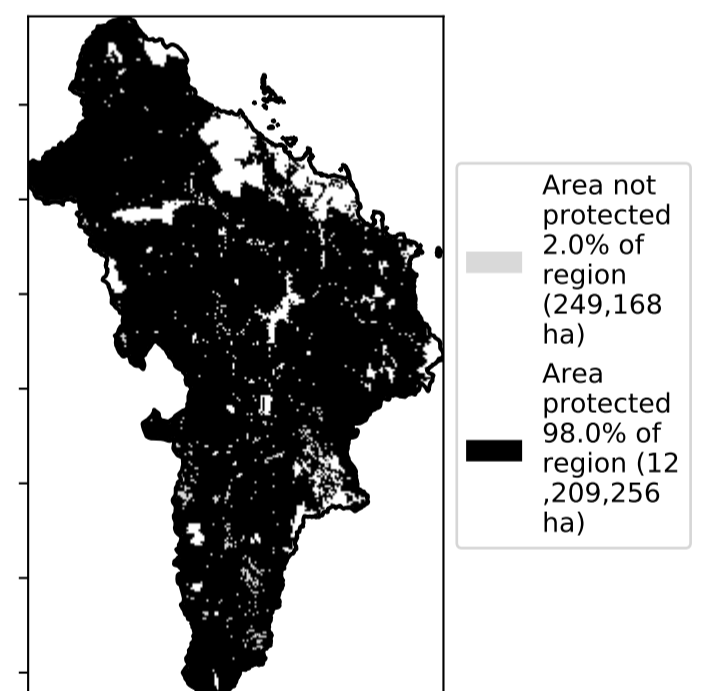 Area not
protected
2.0% of
region
(249,168
ha)
Area
protected
98.0% of
region (12
,209,256
ha)